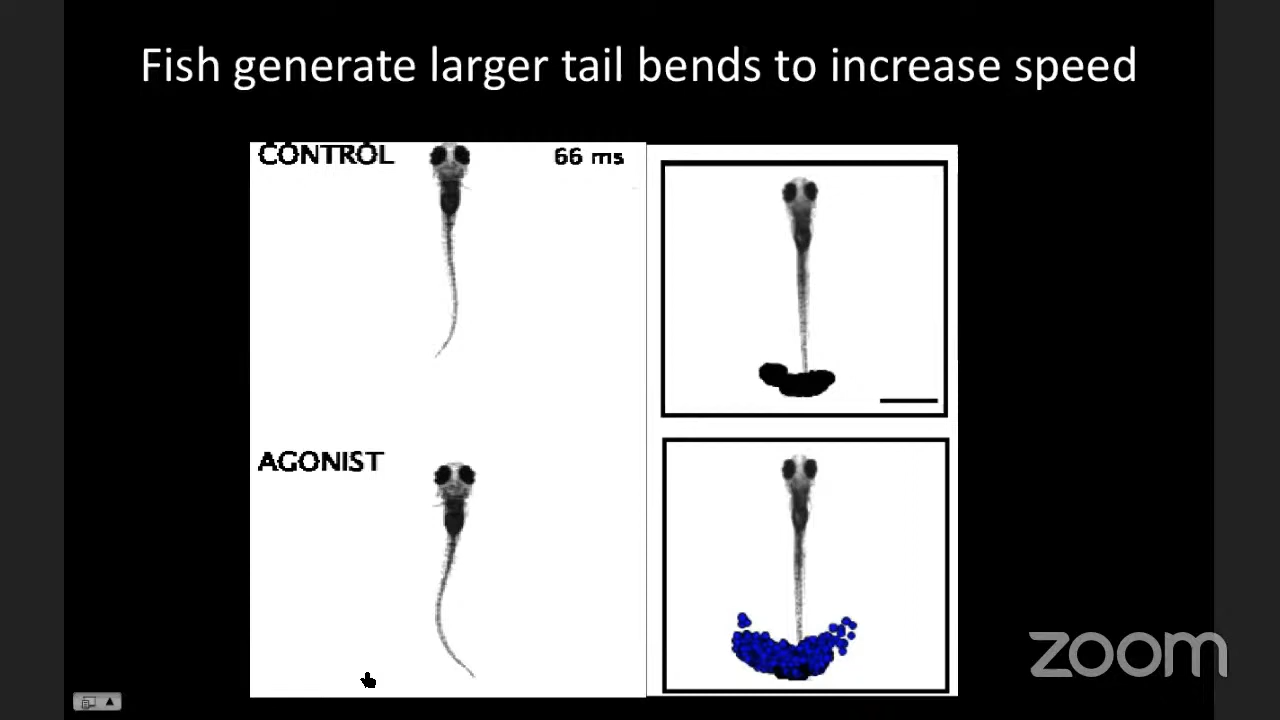 Fish generate larger tail bends to increase speed
CONTROL
66 ms
AGONIST
zoom